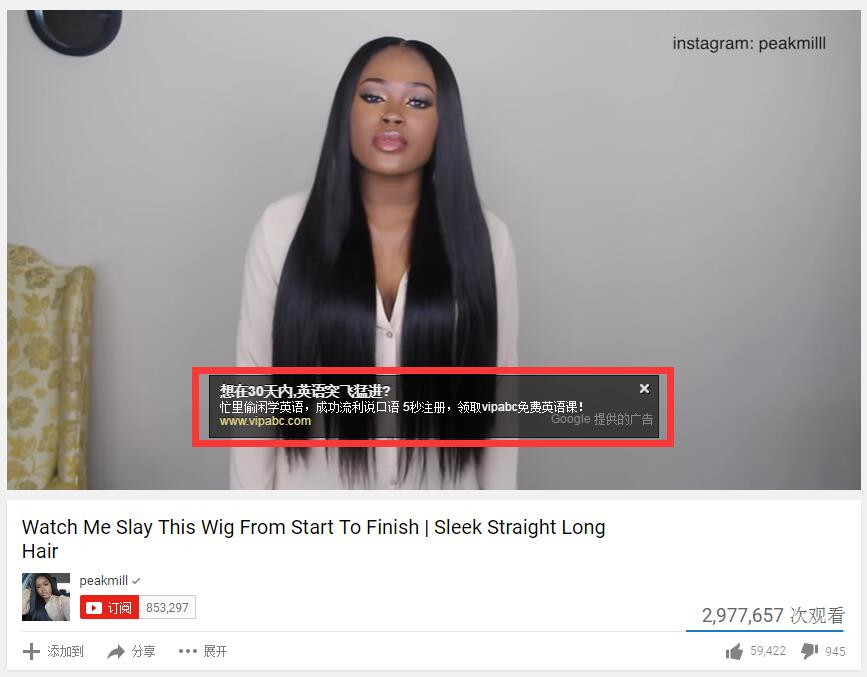 instagram: peakmilll
想在30天内,英语突飞猛进?
忙里偷闲学英语，成功流利说口语 5秒注册，领取vipabc免费英语课!
www.vipabc.com
Google 提供的广告
Watch Me Slay This Wig From Start To Finish | Sleek Straight Long
Hair
peakmill
订阅 853,297
2,977,657 次观看
添加到 分享 展开 59,422 945